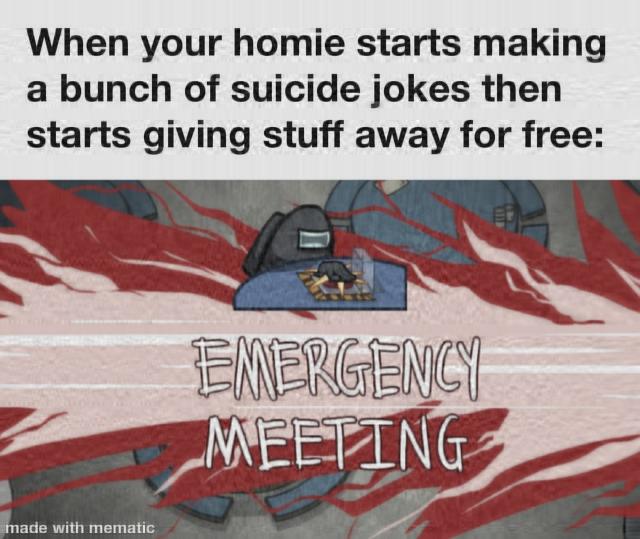 When your homie starts making
a bunch of suicide jokes then
starts giving stuff away for free:
EMERGENCY
MEETING
made with mematic